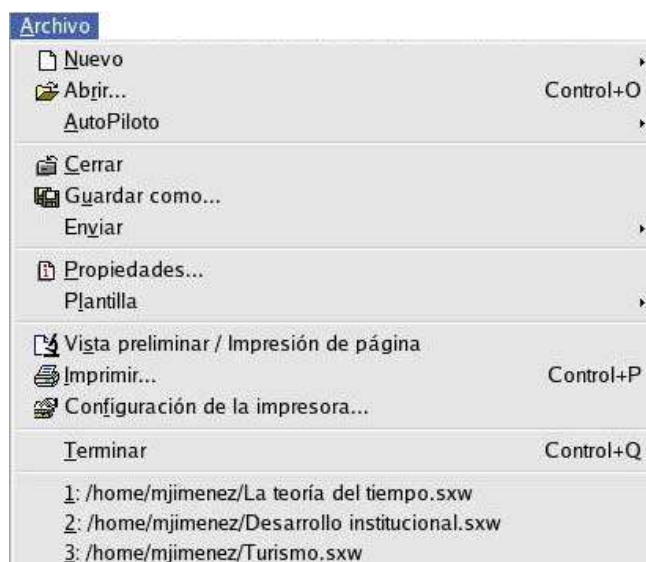 Archivo
Nuevo
Abrir... Control+O
AutoPiloto
Cerrar
Guardar como...
Enviar
Propiedades...
Plantilla
Vista preliminar / Impresión de página
Imprimir... Control+P
Configuración de la impresora...
Terminar Control+Q
1: /home/mjimenez/La teoría del tiempo.sxw
2: /home/mjimenez/Desarrollo institucional.sxw
3: /home/mjimenez/Turismo.sxw